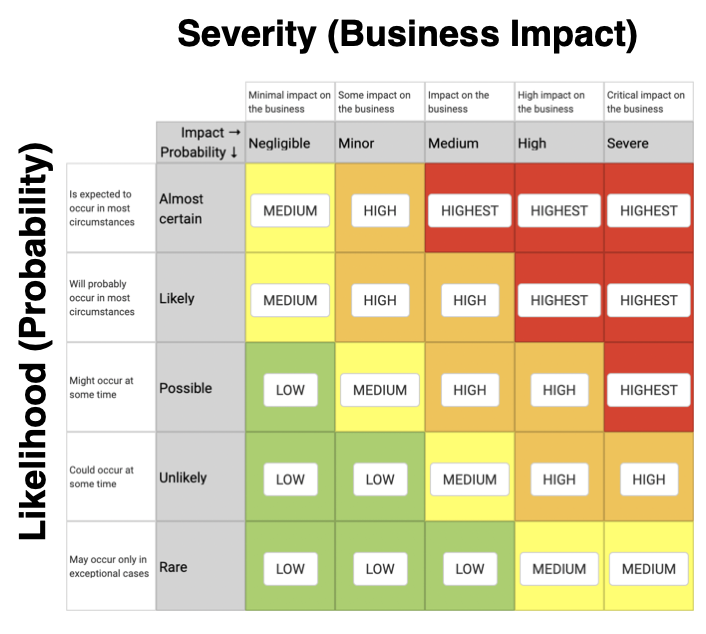 Severity (Business Impact)
Likelihood (Probability)
Minimal impact on
the business
Some impact on
the business
Impact on the
business
High impact on
the business
Critical impact on
the business
Impact →
Probability ↓
Negligible
Minor
Medium
High
Severe
Is expected to
occur in most
circumstances
Almost
certain
MEDIUM
HIGH
HIGHEST
HIGHEST
HIGHEST
Will probably
occur in most
circumstances
Likely
MEDIUM
HIGH
HIGH
HIGHEST
HIGHEST
Might occur at
some time
Possible
LOW
MEDIUM
HIGH
HIGH
HIGHEST
Could occur at
some time
Unlikely
LOW
LOW
MEDIUM
HIGH
HIGH
May occur only in
exceptional cases
Rare
LOW
LOW
LOW
MEDIUM
MEDIUM